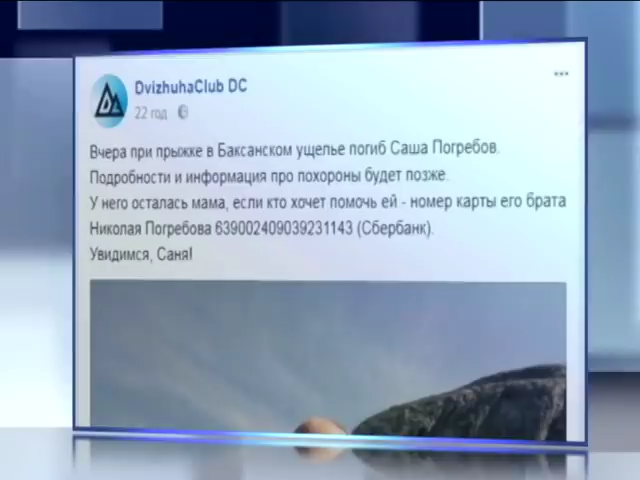 DvizhuhaClub DC
22 год
Вчера при прыжке в Баксанском ущелье погиб Саша Погребов.
Подробности и информация про похороны будет позже.
У него осталась мама, если кто хочет помочь ей - номер карты его брата
Николая Погребова 639002409039231143 (Сбербанк).
Увидимся, Саня!